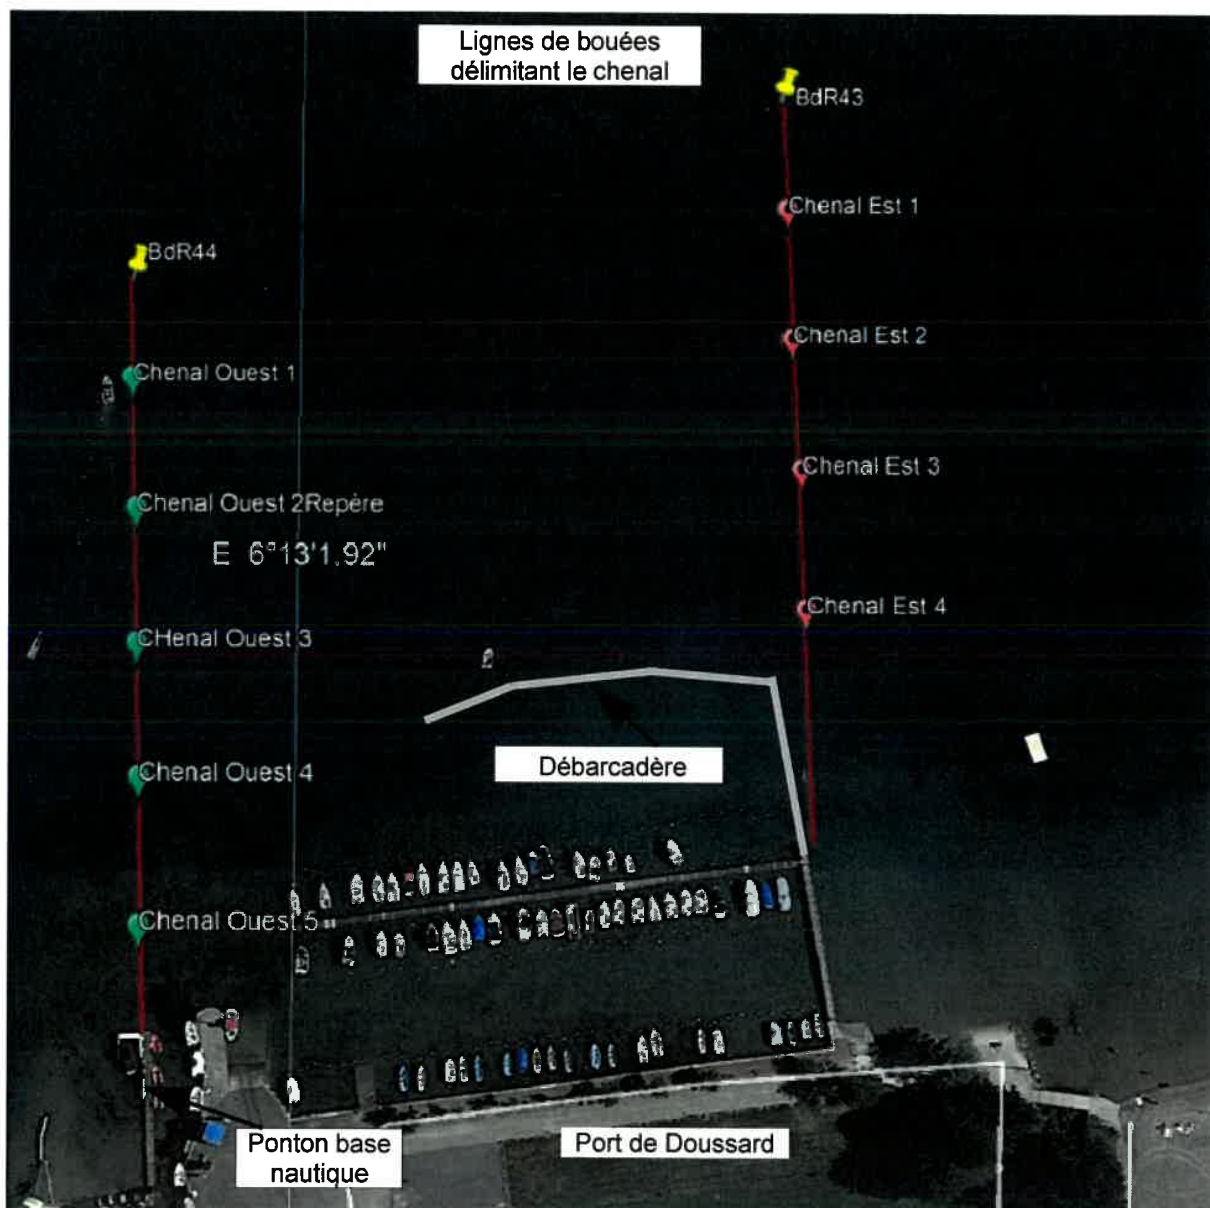 Lignes de bouées
délimitant le chenal
BdR43
Chenal Est 1
BdR44
Chenal Est 2
Chenal Ouest 1
Chenal Est 3
Chenal Ouest 2Repère
E 6°13'1.92"
Chenal Est 4
CHenal Ouest 3
Débarcadère
Chenal Ouest 4
Chenal Ouest 5
Ponton base
nautique
Port de Doussard